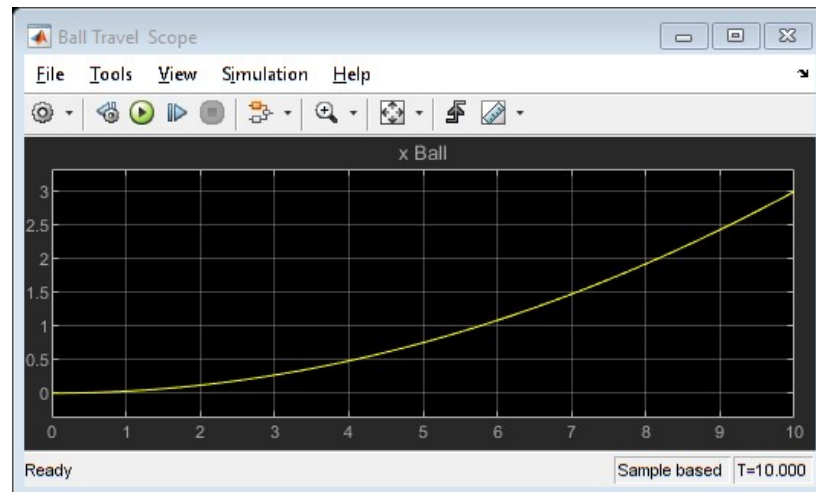 Ball Travel Scope
File Tools View Simulation Help
x Ball
3
2.5
2
1.5
1
0.5
0
0 1 2 3 4 5 6 7 8 9 10
Ready Sample based T=10.000